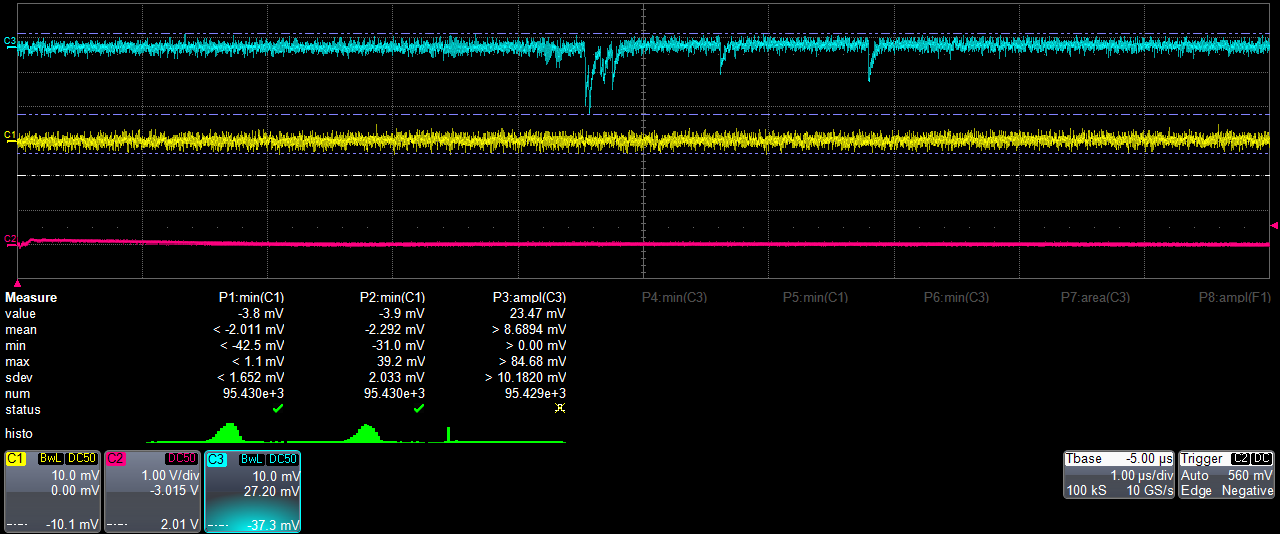 C3
C1
C2
Measure P1:min(C1) P2:min(C1) P3:ampl(C3) P4:min(C3) P5:min(C1) P6:min(C3) P7:area(C3) P8:ampl(F1)
value -3.8 mV -3.9 mV 23.47 mV
mean < -2.011 mV -2.292 mV > 8.6894 mV
min < -42.5 mV -31.0 mV > 0.00 mV
max < 1.1 mV 39.2 mV > 84.68 mV
sdev < 1.652 mV 2.033 mV > 10.1820 mV
num 95.430e+3 95.430e+3 95.429e+3
status
histo
C1 BwL DC50
10.0 mV
0.00 mV
-10.1 mV
C2 DC50
1.00 V/div
-3.015 V
2.01 V
C3 BwL DC50
10.0 mV
27.20 mV
-37.3 mV
Tbase -5.00 µs
1.00 µs/div
100 kS 10 GS/s
Trigger C2 DC
Auto 560 mV
Edge Negative